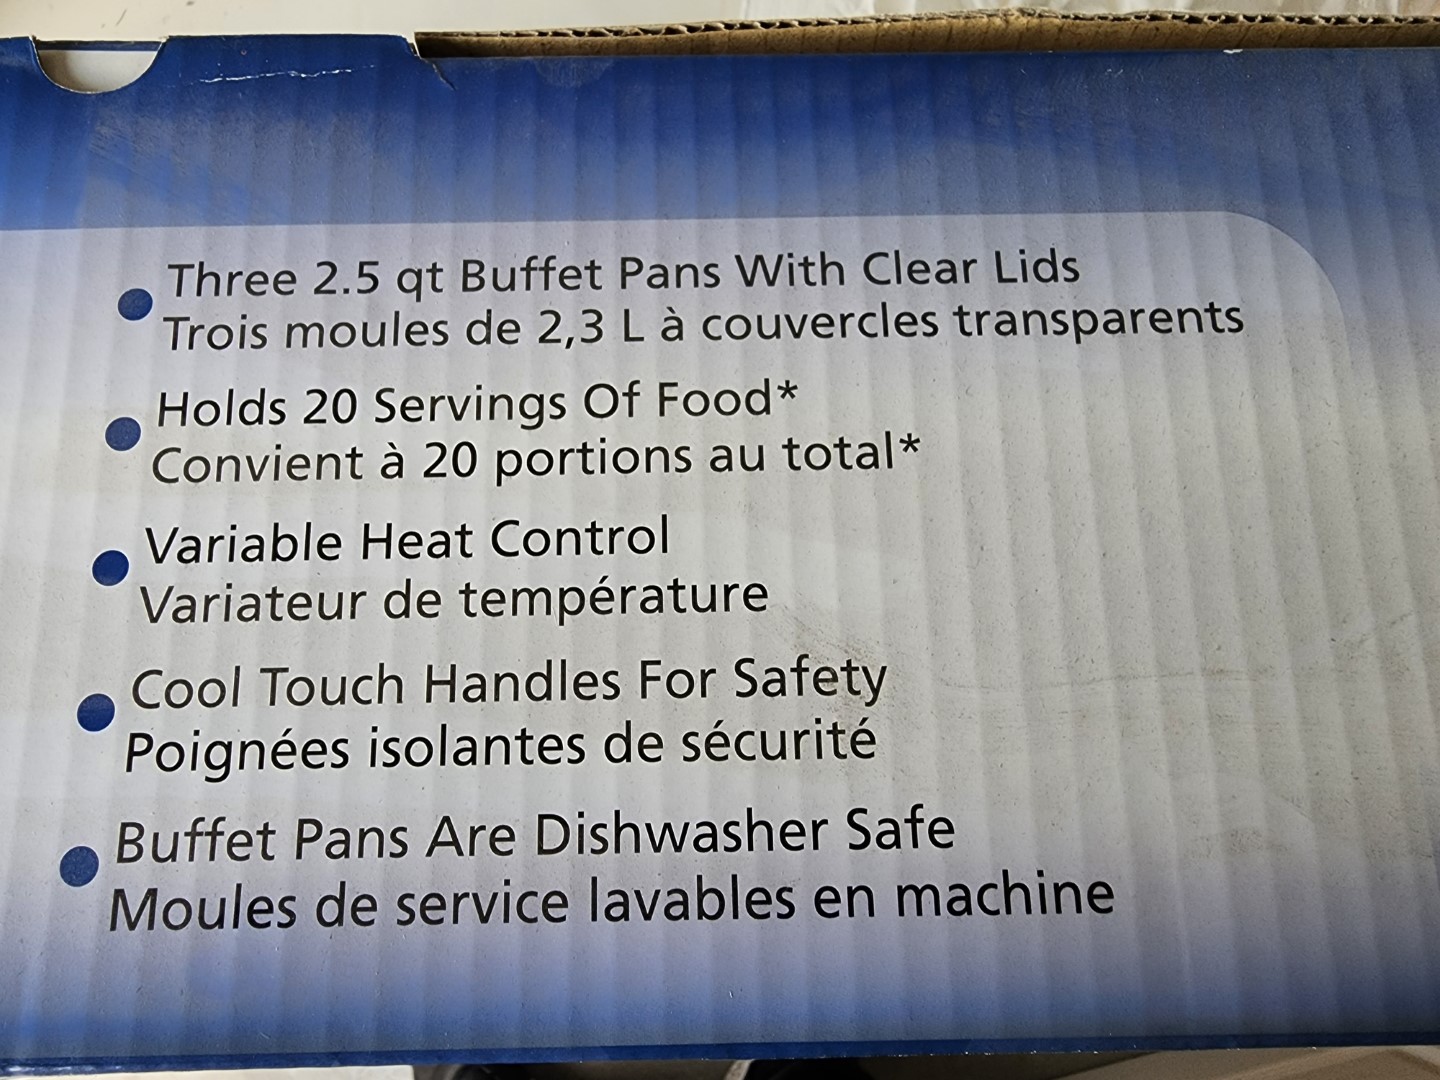 Three 2.5 qt Buffet Pans With Clear Lids
Trois moules de 2,3 L à couvercles transparents
Holds 20 Servings Of Food*
Convient à 20 portions au total*
Variable Heat Control
Variateur de température
Cool Touch Handles For Safety
Poignées isolantes de sécurité
Buffet Pans Are Dishwasher Safe
Moules de service lavables en machine